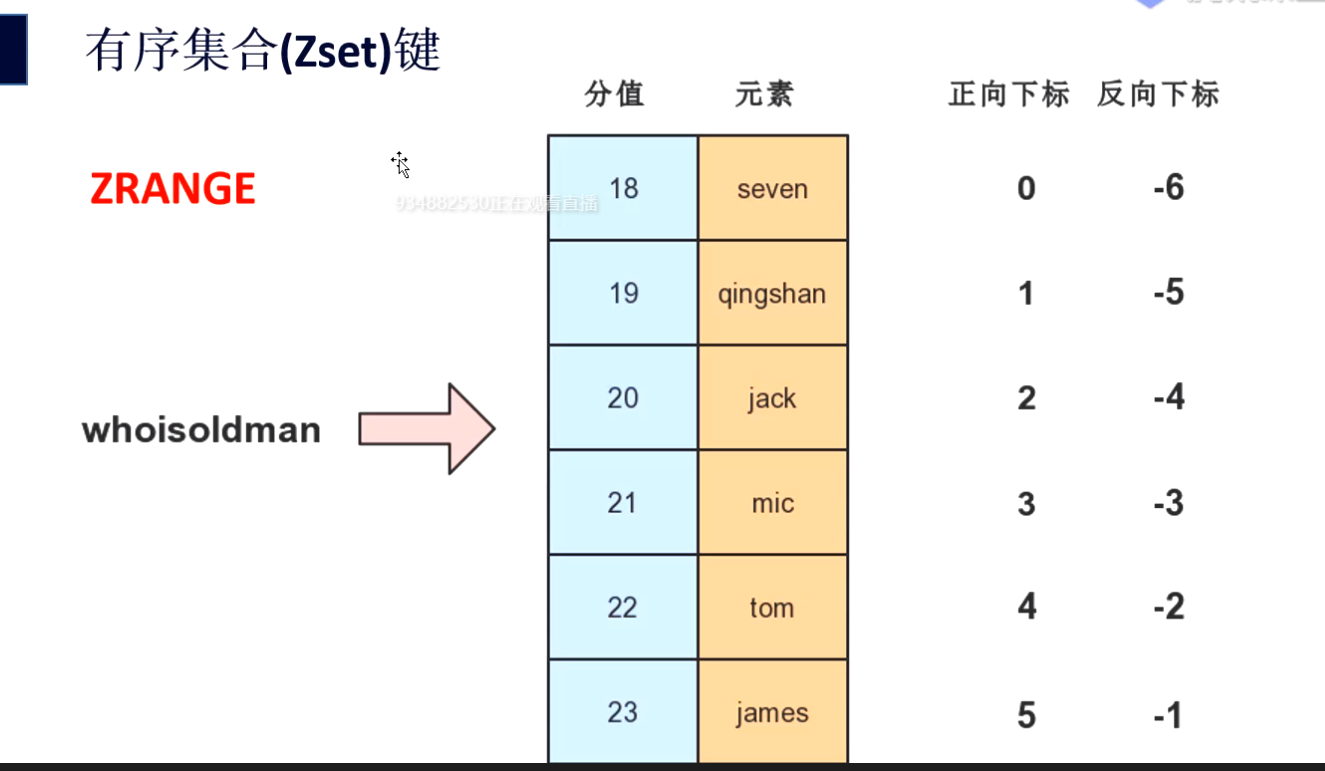 有序集合(Zset)键
分值 元素 正向下标 反向下标
ZRANGE
934882530正在观看直播
18 seven 0 -6
19 qingshan 1 -5
20 jack 2 -4
whoisoldman
21 mic 3 -3
22 tom 4 -2
23 james 5 -1